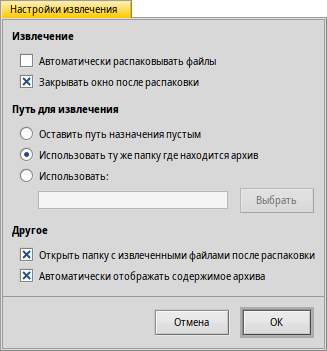 Настройки извлечения
Извлечение
Автоматически распаковывать файлы
Закрывать окно после распаковки
Путь для извлечения
Оставить путь назначения пустым
Использовать ту же папку где находится архив
Использовать:
Выбрать
Другое
Открыть папку с извлеченными файлами после распаковки
Автоматически отображать содержимое архива
Отмена
ОК